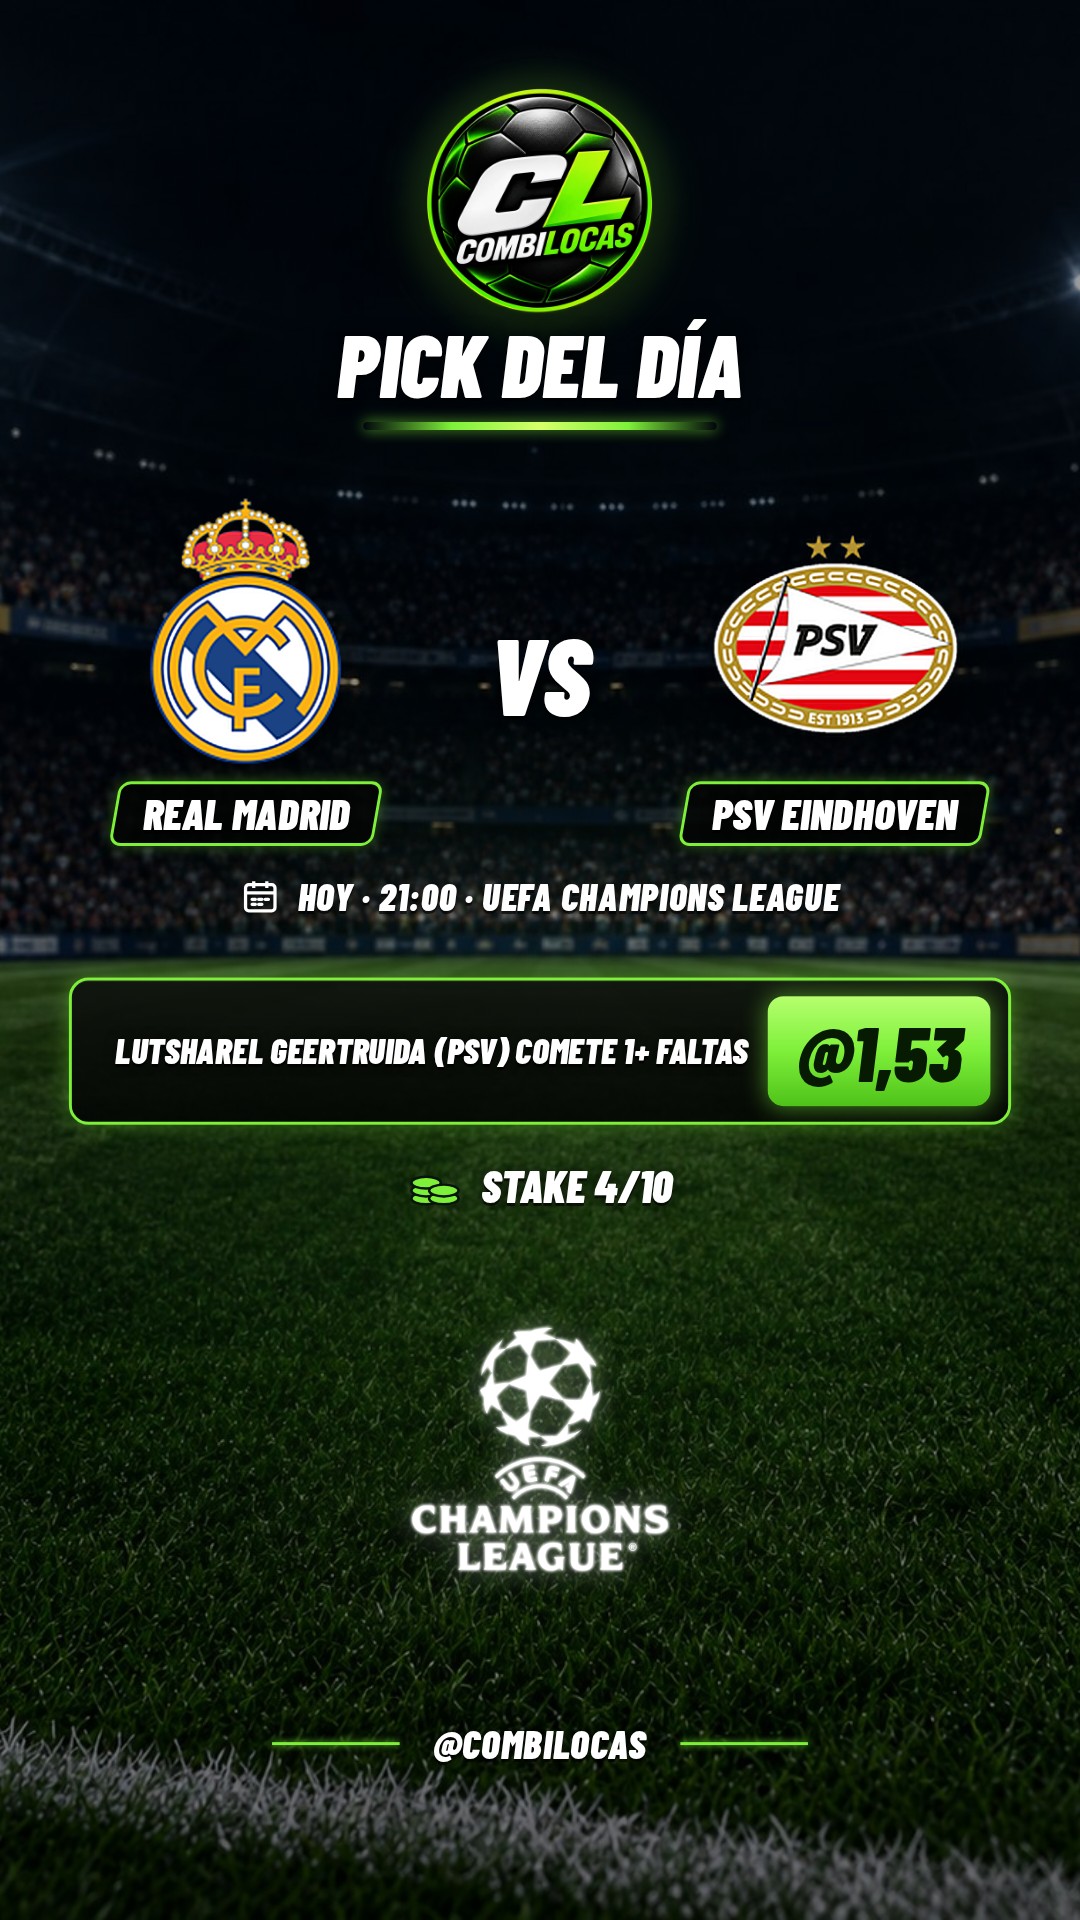 CL
COMBILOCAS
PICK DEL DÍA
VS
PSV
EST 1913
REAL MADRID
PSV EINDHOVEN
HOY · 21:00 · UEFA CHAMPIONS LEAGUE
LUTSHAREL GEERTRUIDA (PSV) COMETE 1+ FALTAS
@1,53
STAKE 4/10
UEFA
CHAMPIONS
LEAGUE®
@COMBILOCAS